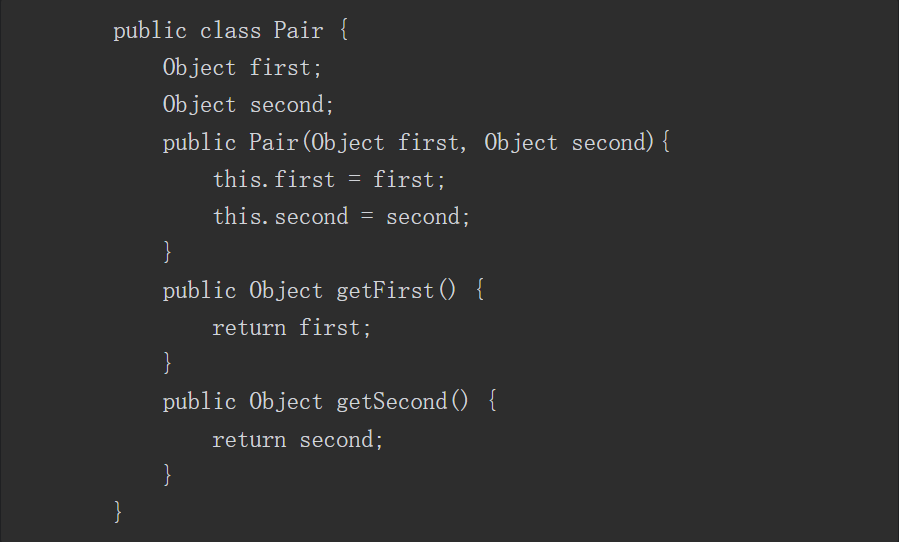 public class Pair {
    Object first;
    Object second;
    public Pair(Object first, Object second){
        this.first = first;
        this.second = second;
    }
    public Object getFirst() {
        return first;
    }
    public Object getSecond() {
        return second;
    }
}